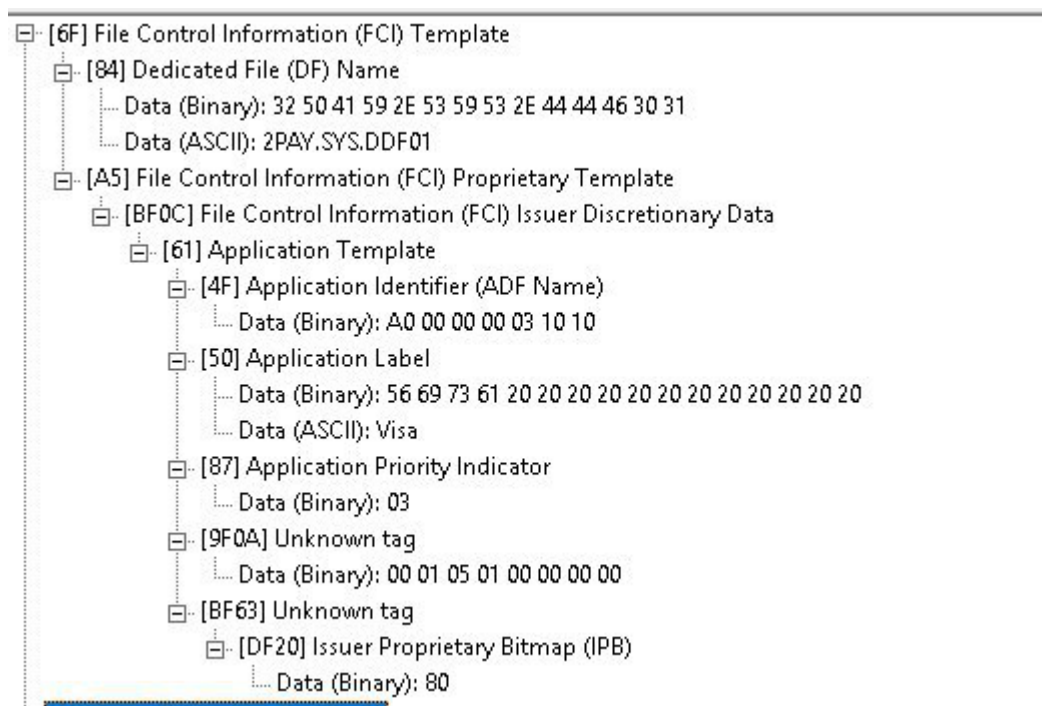 [6F] File Control Information (FCI) Template
[84] Dedicated File (DF) Name
Data (Binary): 32 50 41 59 2E 53 59 53 2E 44 44 46 30 31
Data (ASCII): 2PAY.SYS.DDF01
[A5] File Control Information (FCI) Proprietary Template
[BF0C] File Control Information (FCI) Issuer Discretionary Data
[61] Application Template
[4F] Application Identifier (ADF Name)
Data (Binary): A0 00 00 00 03 10 10
[50] Application Label
Data (Binary): 56 69 73 61 20 20 20 20 20 20 20 20 20 20 20 20
Data (ASCII): Visa
[87] Application Priority Indicator
Data (Binary): 03
[9F0A] Unknown tag
Data (Binary): 00 01 05 01 00 00 00 00
[BF63] Unknown tag
[DF20] Issuer Proprietary Bitmap (IPB)
Data (Binary): 80